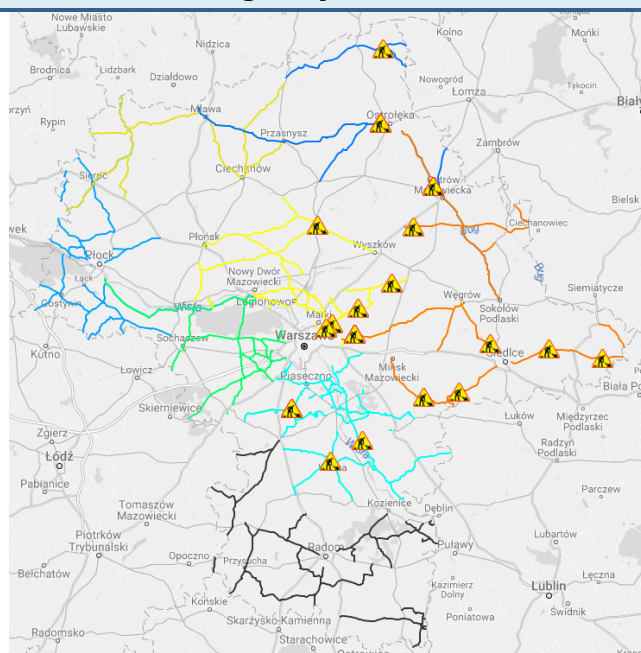 Nowe Miasto
Lubawskie
Kolno
Mońki
Nidzica
Brodnica
Lidzbark
Działdowo
Nowogród
Łomża
Tykocin
Mława
Ostrołęka
Rypin
Przasnysz
Zambrów
Sierpc
Ciechanów
Bielsk
Ciechanowiec
Bug
Płońsk
Wyszków
Płock
Bug
Łąck
Nowy Dwór
Mazowiecki
Siemiatycze
Legionowo
Węgrów
Gostynin
Wisła
Marki
Sokołów
Podlaski
Sochaczew
Warszawa
Kutno
Siedlce
Łowicz
Mińsk
Mazowiecki
Piaseczno
Biała Po
Skierniewice
Łuków
Międzyrzec
Podlaski
Zgierz
Radzyń
Podlaski
Łódź
Pabianice
Kozienice
Dęblin
Parczew
Tomaszów
Mazowiecki
Piotrków
Trybunalski
Lubartów
Opoczno
Przysucha
Radom
Puławy
Bełchatów
Lublin
Łęczna
Kazimierz
Dolny
Świdnik
Końskie
Poniatowa
Skarżysko-Kamienna
Radomsko
Starachowice